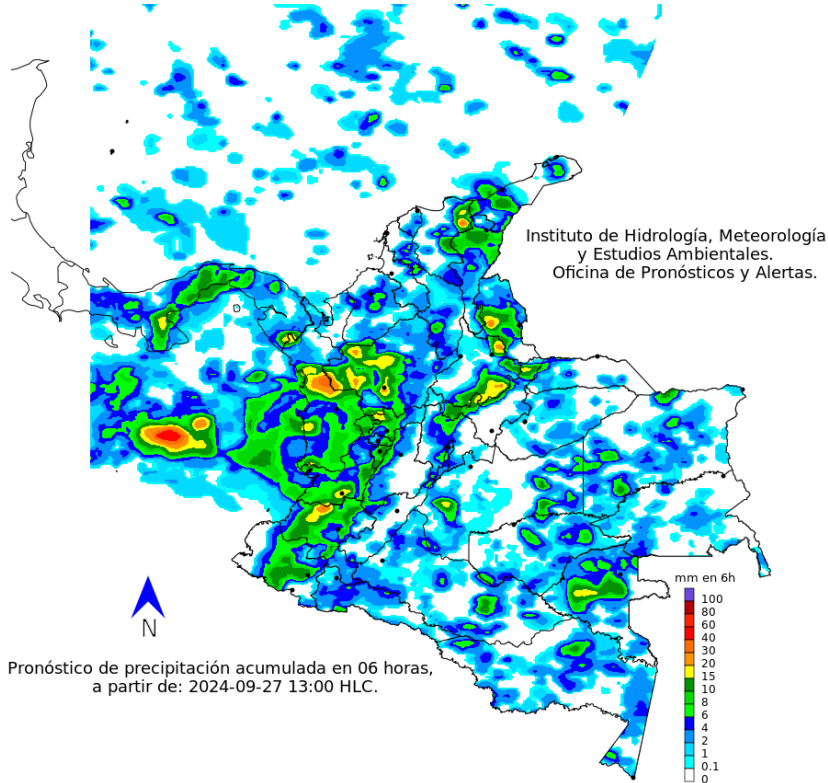 Instituto de Hidrología, Meteorología
y Estudios Ambientales.
Oficina de Pronósticos y Alertas.
N
Pronóstico de precipitación acumulada en 06 horas,
a partir de: 2024-09-27 13:00 HLC.
mm en 6h
100
80
60
40
30
20
15
10
8
6
4
2
1
0.1
0